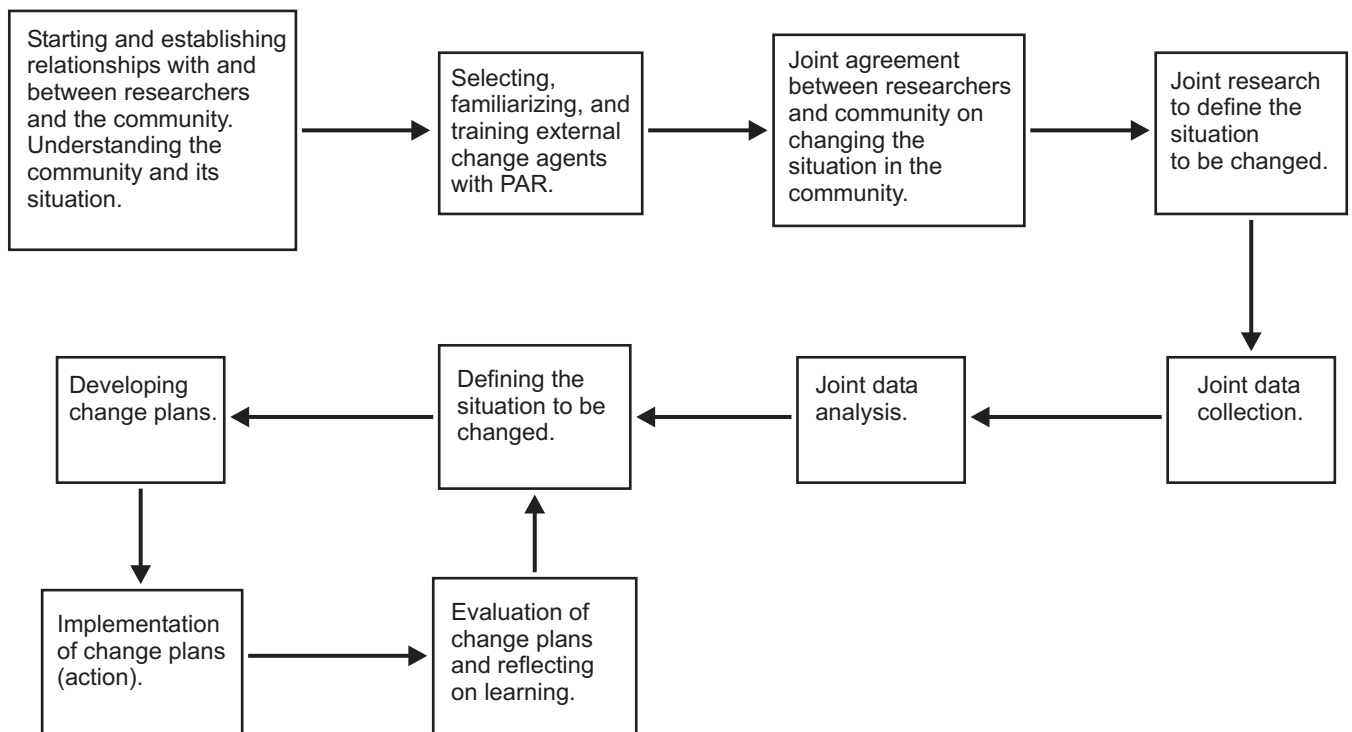 Starting and establishing
relationships with and
between researchers
and the community.
Understanding the
community and its
situation.
Selecting,
familiarizing, and
training external
change agents
with PAR.
Joint agreement
between researchers
and community on
changing the
situation in the
community.
Joint research
to define the
situation
to be changed.
Joint data
collection.
Joint data
analysis.
Defining the
situation to be
changed.
Developing
change plans.
Implementation
of change plans
(action).
Evaluation of
change plans
and reflecting
on learning.